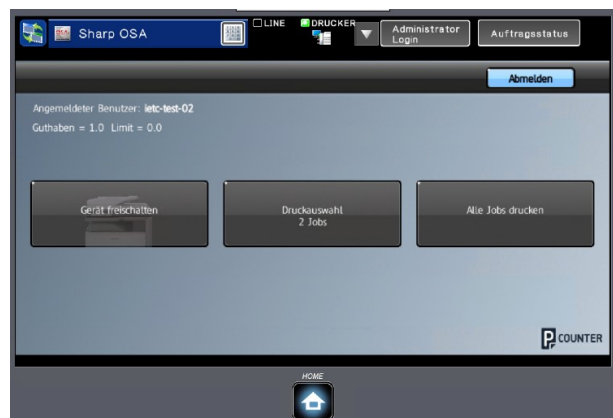 Sharp OSA
LINE
DRUCKER
Administrator
Login
Auftragsstatus
Abmelden
Angemeldeter Benutzer: ietc-test-02
Guthaben = 1.0 Limit = 0.0
Gerät freischalten
Druckauswahl
2 Jobs
Alle Jobs drucken
P COUNTER
HOME